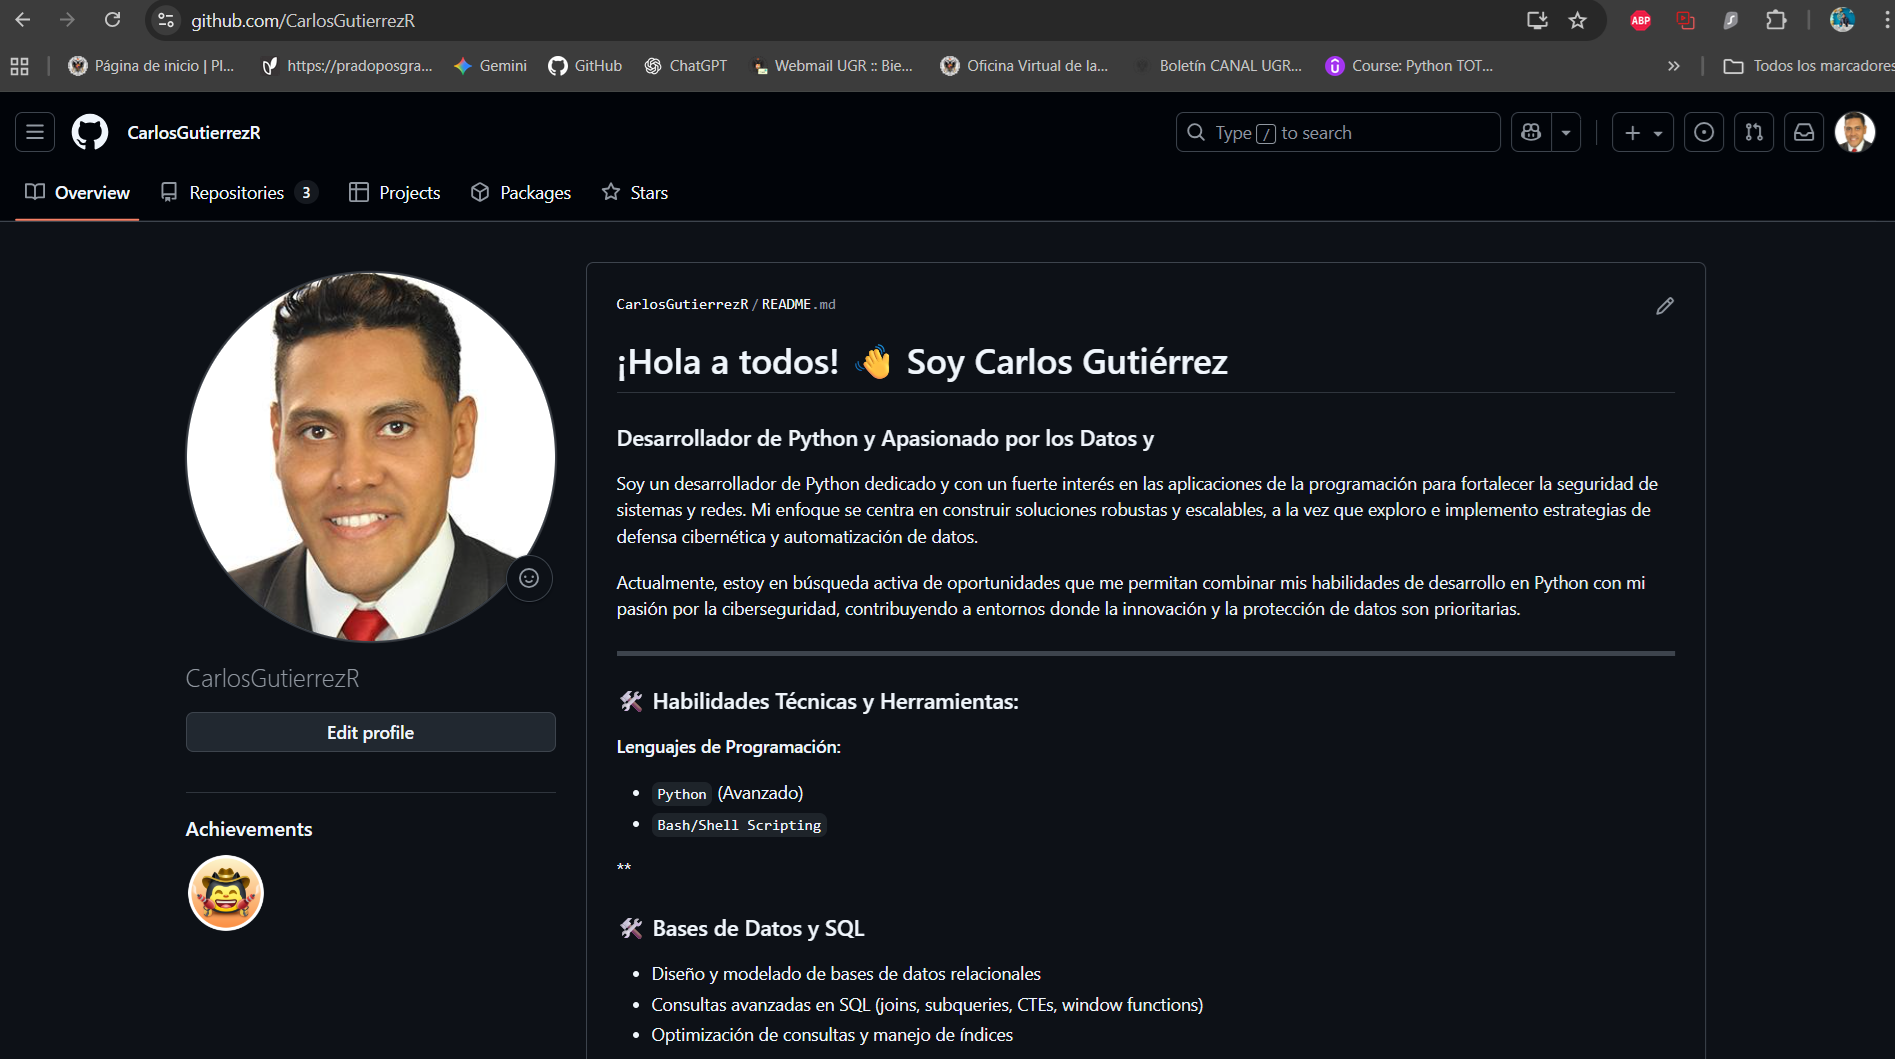 github.com/CarlosGutierrezR
ABP
Página de inicio | Pl...
https://pradoposgra...
Gemini
GitHub
ChatGPT
Webmail UGR :: Bie...
Oficina Virtual de la...
Boletín CANAL UGR...
Course: Python TOT...
»
Todos los marcadores
CarlosGutierrezR
Type / to search
Overview
Repositories 3
Projects
Packages
Stars
CarlosGutierrezR
Edit profile
Achievements
CarlosGutierrezR / README.md
¡Hola a todos! 👋 Soy Carlos Gutiérrez
Desarrollador de Python y Apasionado por los Datos y
Soy un desarrollador de Python dedicado y con un fuerte interés en las aplicaciones de la programación para fortalecer la seguridad de
sistemas y redes. Mi enfoque se centra en construir soluciones robustas y escalables, a la vez que exploro e implemento estrategias de
defensa cibernética y automatización de datos.
Actualmente, estoy en búsqueda activa de oportunidades que me permitan combinar mis habilidades de desarrollo en Python con mi
pasión por la ciberseguridad, contribuyendo a entornos donde la innovación y la protección de datos son prioritarias.
🛠 Habilidades Técnicas y Herramientas:
Lenguajes de Programación:
• Python (Avanzado)
• Bash/Shell Scripting
**
🛠 Bases de Datos y SQL
• Diseño y modelado de bases de datos relacionales
• Consultas avanzadas en SQL (joins, subqueries, CTEs, window functions)
• Optimización de consultas y manejo de índices